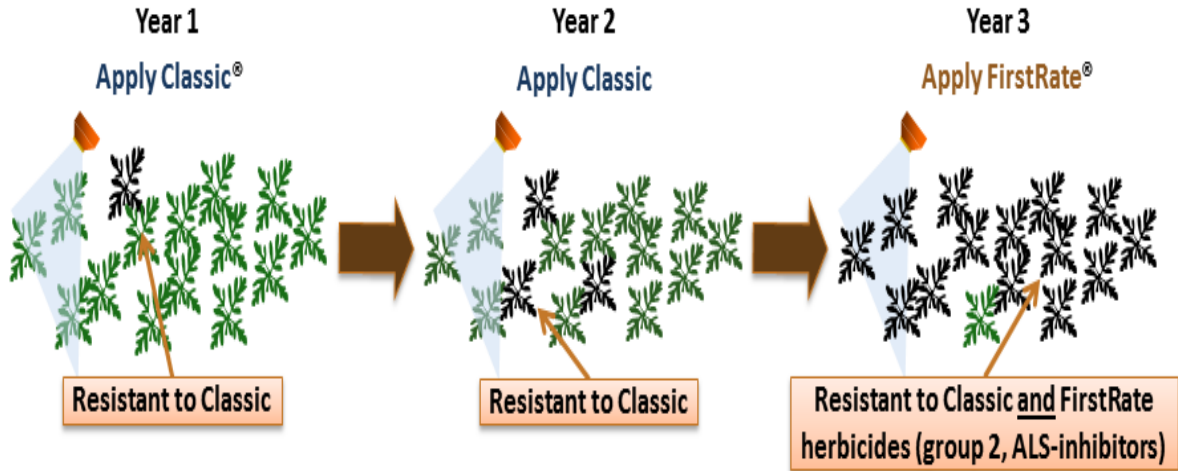 Year 1
Apply Classic®
Resistant to Classic
Year 2
Apply Classic
Resistant to Classic
Year 3
Apply FirstRate®
Resistant to Classic and FirstRate
herbicides (group 2, ALS-inhibitors)